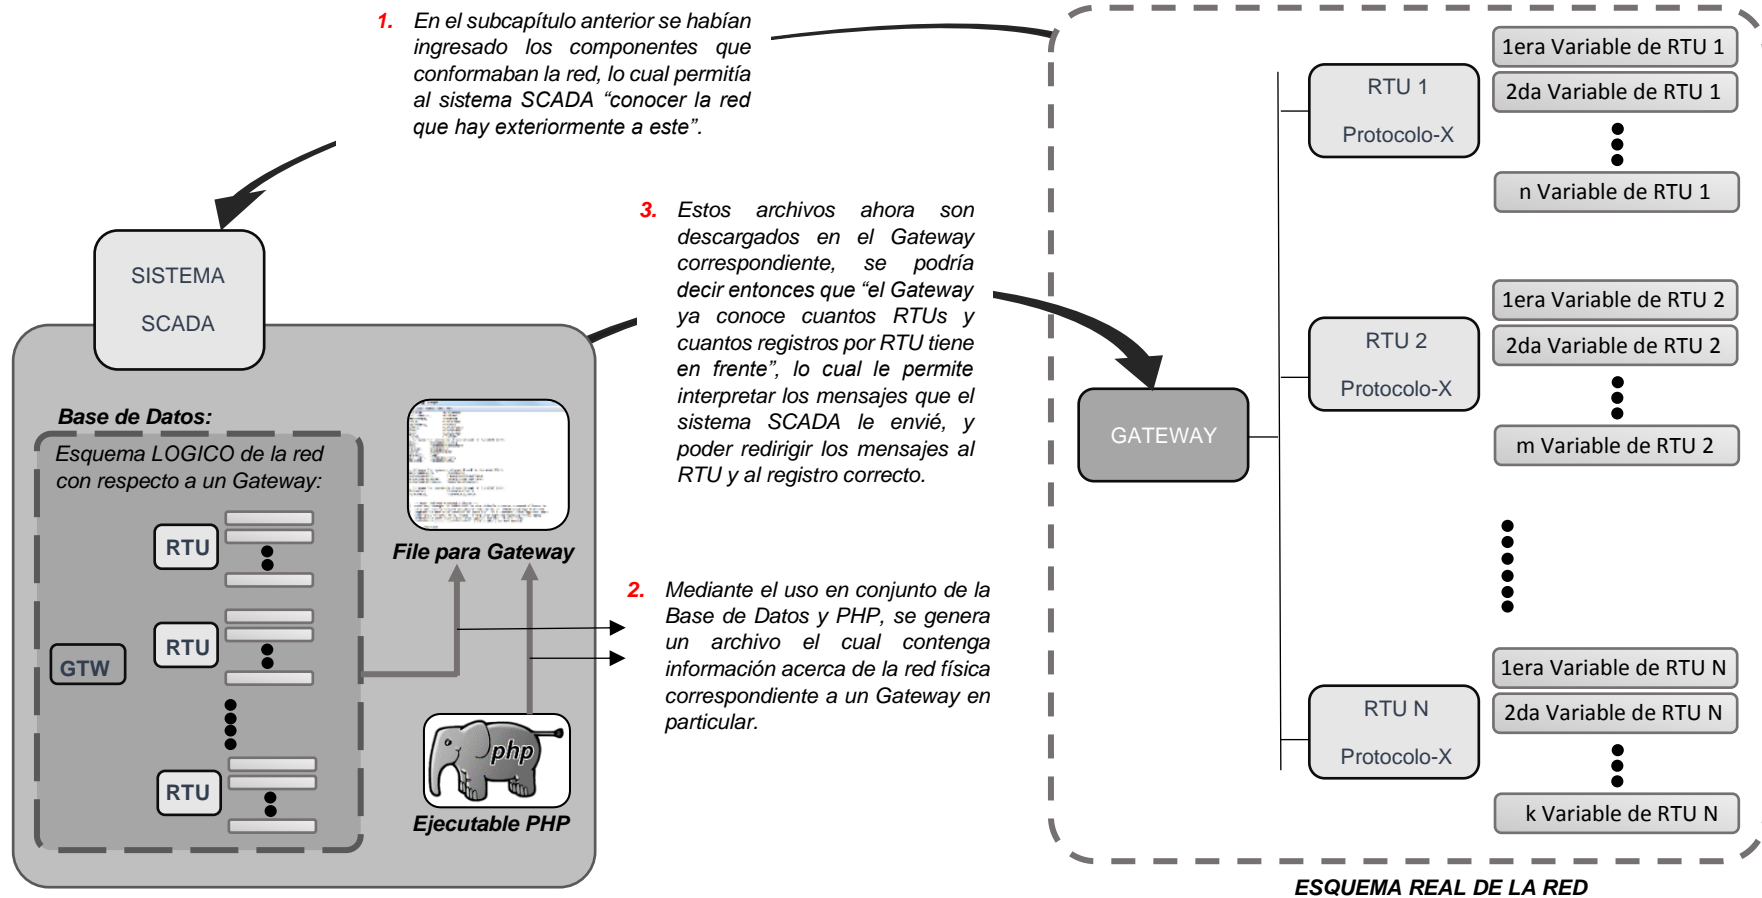 1. En el subcapítulo anterior se habían
ingresado los componentes que
conformaban la red, lo cual permitía
al sistema SCADA “conocer la red
que hay exteriormente a este”.
SISTEMA
SCADA
Base de Datos:
Esquema LOGICO de la red
con respecto a un Gateway:
GTW
RTU
RTU
RTU
File para Gateway
php
Ejecutable PHP
2. Mediante el uso en conjunto de la
Base de Datos y PHP, se genera
un archivo el cual contenga
información acerca de la red física
correspondiente a un Gateway en
particular.
3. Estos archivos ahora son
descargados en el Gateway
correspondiente, se podría
decir entonces que “el Gateway
ya conoce cuantos RTUs y
cuantos registros por RTU tiene
en frente”, lo cual le permite
interpretar los mensajes que el
sistema SCADA le envié, y
poder redirigir los mensajes al
RTU y al registro correcto.
GATEWAY
RTU 1
Protocolo-X
1era Variable de RTU 1
2da Variable de RTU 1
n Variable de RTU 1
RTU 2
Protocolo-X
1era Variable de RTU 2
2da Variable de RTU 2
m Variable de RTU 2
RTU N
Protocolo-X
1era Variable de RTU N
2da Variable de RTU N
k Variable de RTU N
ESQUEMA REAL DE LA RED